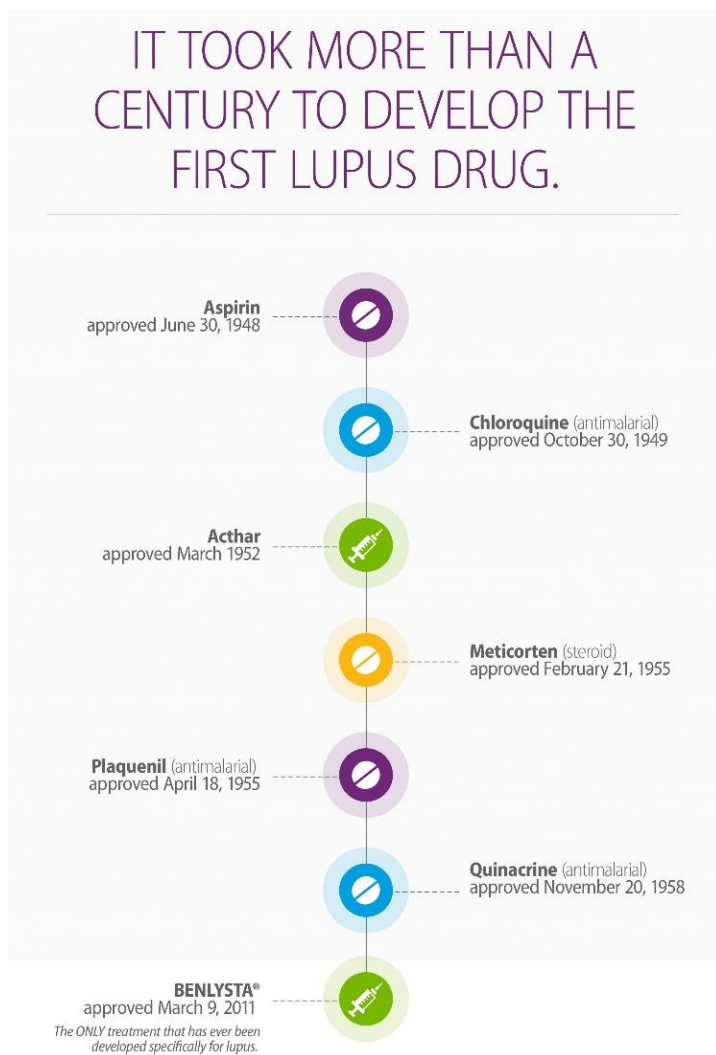 IT TOOK MORE THAN A
CENTURY TO DEVELOP THE
FIRST LUPUS DRUG.
Aspirin
approved June 30, 1948
Chloroquine (antimalarial)
approved October 30, 1949
Acthar
approved March 1952
Meticorten (steroid)
approved February 21, 1955
Plaquenil (antimalarial)
approved April 18, 1955
Quinacrine (antimalarial)
approved November 20, 1958
BENLYSTA®
approved March 9, 2011
The ONLY treatment that has ever been
developed specifically for lupus.